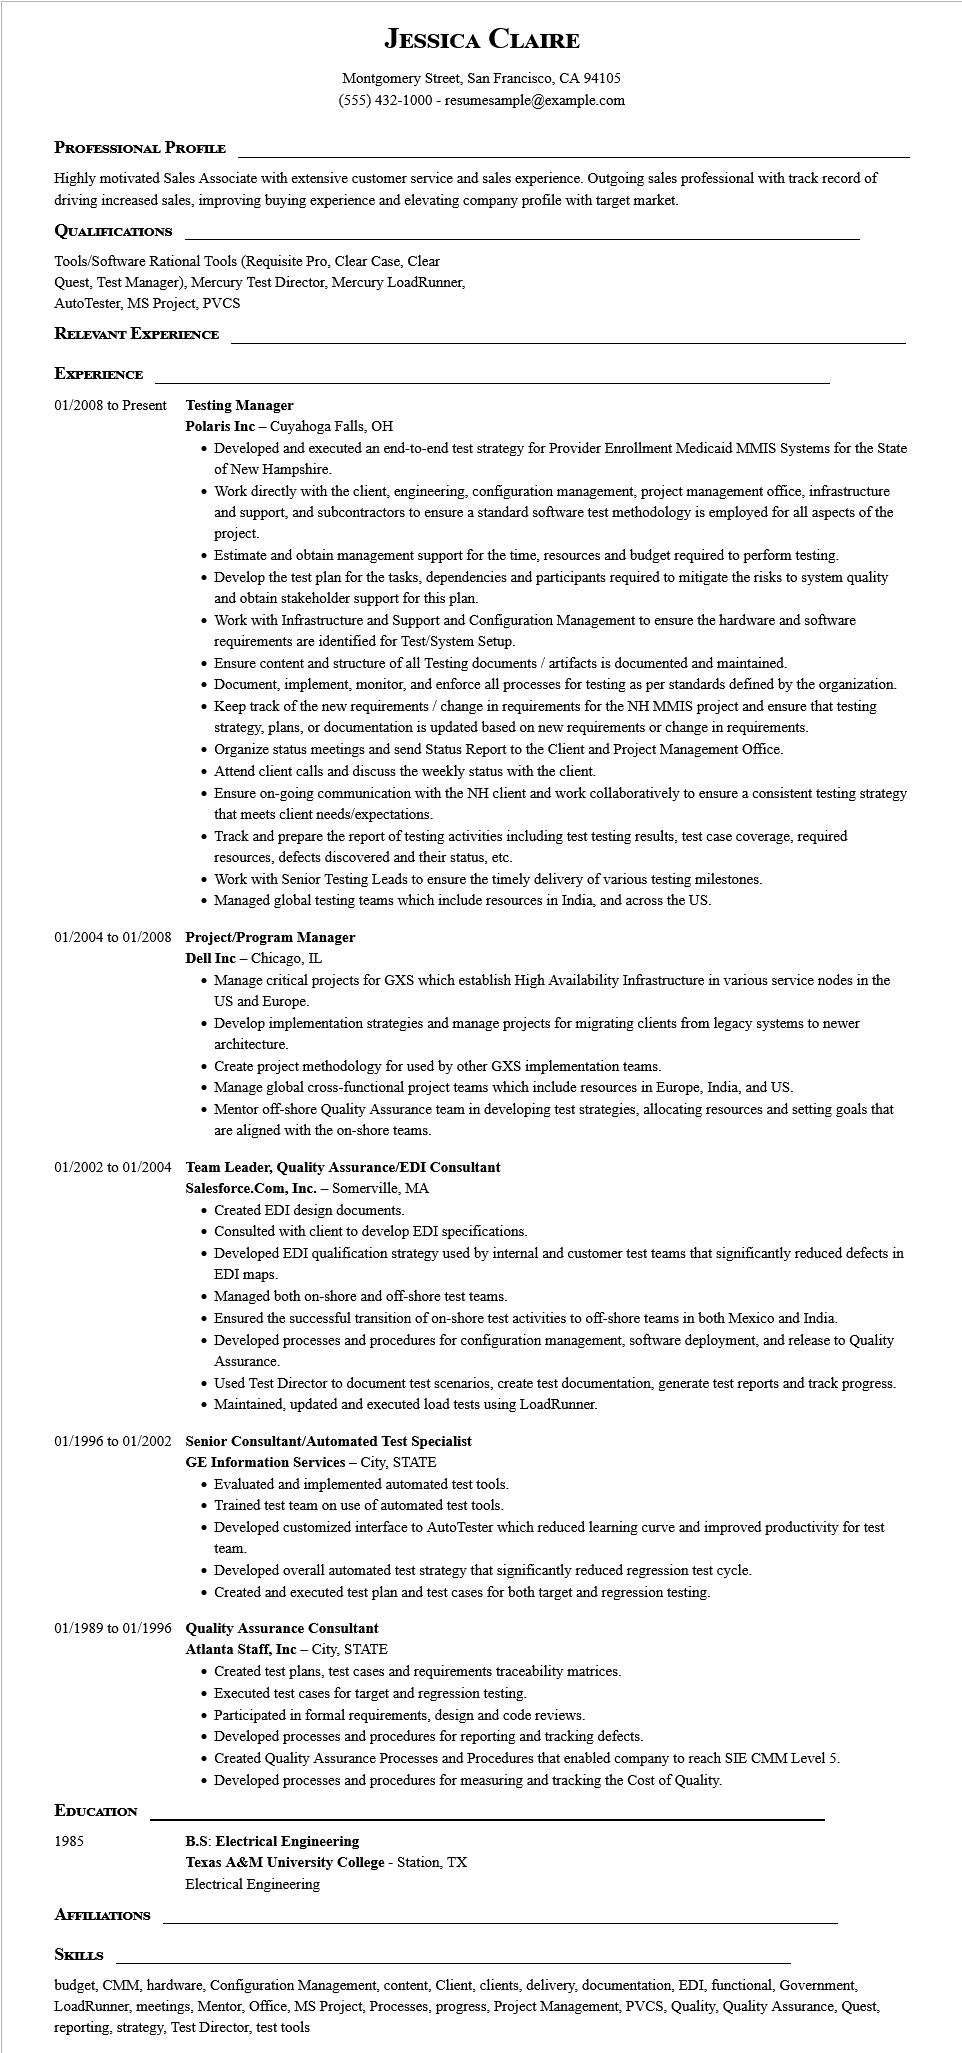 Jessica Claire
Montgomery Street, San Francisco, CA 94105
(555) 432-1000 - resumesample@example.com
Professional Profile
Highly motivated Sales Associate with extensive customer service and sales experience. Outgoing sales professional with track record of
driving increased sales, improving buying experience and elevating company profile with target market.
Qualifications
Tools/Software Rational Tools (Requisite Pro, Clear Case, Clear
Quest, Test Manager), Mercury Test Director, Mercury LoadRunner,
AutoTester, MS Project, PVCS
Relevant Experience
Experience
01/2008 to Present Testing Manager
Polaris Inc – Cuyahoga Falls, OH
• Developed and executed an end-to-end test strategy for Provider Enrollment Medicaid MMIS Systems for the State
of New Hampshire.
• Work directly with the client, engineering, configuration management, project management office, infrastructure
and support, and subcontractors to ensure a standard software test methodology is employed for all aspects of the
project.
• Estimate and obtain management support for the time, resources and budget required to perform testing.
• Develop the test plan for the tasks, dependencies and participants required to mitigate the risks to system quality
and obtain stakeholder support for this plan.
• Work with Infrastructure and Support and Configuration Management to ensure the hardware and software
requirements are identified for Test/System Setup.
• Ensure content and structure of all Testing documents / artifacts is documented and maintained.
• Document, implement, monitor, and enforce all processes for testing as per standards defined by the organization.
• Keep track of the new requirements / change in requirements for the NH MMIS project and ensure that testing
strategy, plans, or documentation is updated based on new requirements or change in requirements.
• Organize status meetings and send Status Report to the Client and Project Management Office.
• Attend client calls and discuss the weekly status with the client.
• Ensure on-going communication with the NH client and work collaboratively to ensure a consistent testing strategy
that meets client needs/expectations.
• Track and prepare the report of testing activities including test testing results, test case coverage, required
resources, defects discovered and their status, etc.
• Work with Senior Testing Leads to ensure the timely delivery of various testing milestones.
• Managed global testing teams which include resources in India, and across the US.
01/2004 to 01/2008 Project/Program Manager
Dell Inc – Chicago, IL
• Manage critical projects for GXS which establish High Availability Infrastructure in various service nodes in the
US and Europe.
• Develop implementation strategies and manage projects for migrating clients from legacy systems to newer
architecture.
• Create project methodology for used by other GXS implementation teams.
• Manage global cross-functional project teams which include resources in Europe, India, and US.
• Mentor off-shore Quality Assurance team in developing test strategies, allocating resources and setting goals that
are aligned with the on-shore teams.
01/2002 to 01/2004 Team Leader, Quality Assurance/EDI Consultant
Salesforce.Com, Inc. – Somerville, MA
• Created EDI design documents.
• Consulted with client to develop EDI specifications.
• Developed EDI qualification strategy used by internal and customer test teams that significantly reduced defects in
EDI maps.
• Managed both on-shore and off-shore test teams.
• Ensured the successful transition of on-shore test activities to off-shore teams in both Mexico and India.
• Developed processes and procedures for configuration management, software deployment, and release to Quality
Assurance.
• Used Test Director to document test scenarios, create test documentation, generate test reports and track progress.
• Maintained, updated and executed load tests using LoadRunner.
01/1996 to 01/2002 Senior Consultant/Automated Test Specialist
GE Information Services – City, STATE
• Evaluated and implemented automated test tools.
• Trained test team on use of automated test tools.
• Developed customized interface to AutoTester which reduced learning curve and improved productivity for test
team.
• Developed overall automated test strategy that significantly reduced regression test cycle.
• Created and executed test plan and test cases for both target and regression testing.
01/1989 to 01/1996 Quality Assurance Consultant
Atlanta Staff, Inc – City, STATE
• Created test plans, test cases and requirements traceability matrices.
• Executed test cases for target and regression testing.
• Participated in formal requirements, design and code reviews.
• Developed processes and procedures for reporting and tracking defects.
• Created Quality Assurance Processes and Procedures that enabled company to reach SIE CMM Level 5.
• Developed processes and procedures for measuring and tracking the Cost of Quality.
Education
1985 B.S: Electrical Engineering
Texas A&M University College - Station, TX
Electrical Engineering
Affiliations
Skills
budget, CMM, hardware, Configuration Management, content, Client, clients, delivery, documentation, EDI, functional, Government,
LoadRunner, meetings, Mentor, Office, MS Project, Processes, progress, Project Management, PVCS, Quality, Quality Assurance, Quest,
reporting, strategy, Test Director, test tools